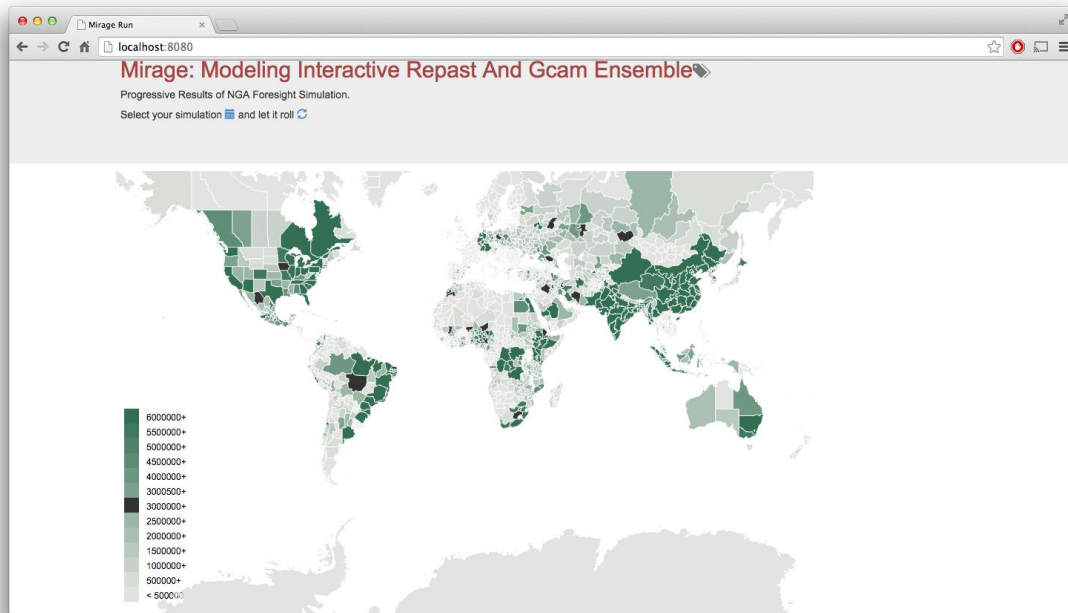 Mirage Run
localhost:8080
Mirage: Modeling Interactive Repast And Gcam Ensemble
Progressive Results of NGA Foresight Simulation.
Select your simulation and let it roll
6000000+
5500000+
5000000+
4500000+
4000000+
3000500+
3000000+
2500000+
2000000+
1500000+
1000000+
500000+
< 500000